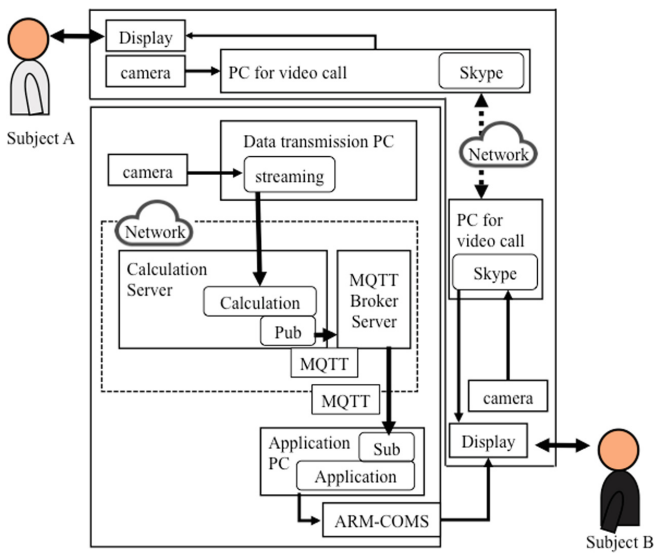 Display
camera
PC for video call
Skype
Subject A
Network
Data transmission PC
camera
streaming
PC for
video call
Skype
Network
Calculation
Server
Calculation
Pub
MQTT
Broker
Server
MQTT
MQTT
camera
Application
PC
Sub
Application
Display
ARM-COMS
Subject B